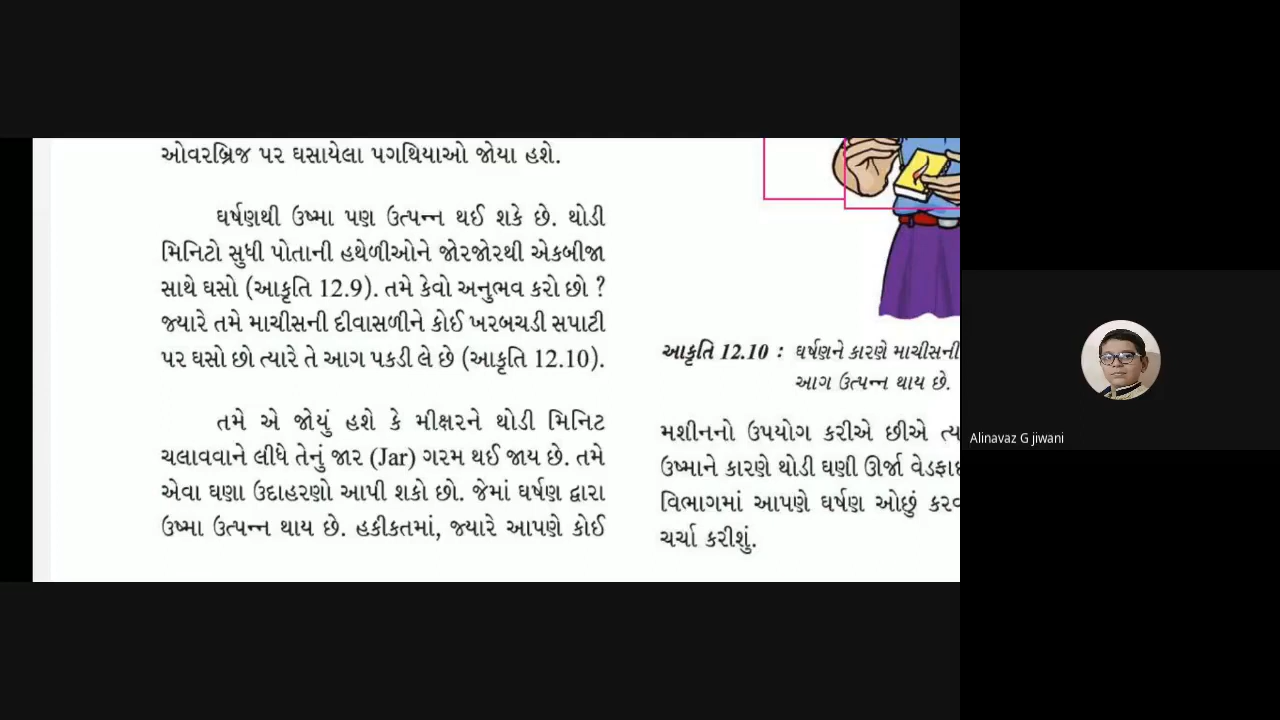 ઓવરબ્રિજ પર ઘસાયેલા પગથિયાઓ જોયા હશે.
ઘર્ષણથી ઉષ્મા પણ ઉત્પન્ન થઈ શકે છે. થોડી
મિનિટો સુધી પોતાની હથેળીઓને જોરજોરથી એકબીજા
સાથે ઘસો (આકૃતિ 12.9). તમે કેવો અનુભવ કરો છો ?
જ્યારે તમે માચીસની દીવાસળીને કોઈ ખરબચડી સપાટી
પર ઘસો છો ત્યારે તે આગ પકડી લે છે (આકૃતિ 12.10).
તમે એ જોયું હશે કે મીક્ષરને થોડી મિનિટ
ચલાવવાને લીધે તેનું જાર (Jar) ગરમ થઈ જાય છે. તમે
એવા ઘણા ઉદાહરણો આપી શકો છો. જેમાં ઘર્ષણ દ્વારા
ઉષ્મા ઉત્પન્ન થાય છે. હકીકતમાં, જ્યારે આપણે કોઈ
આકૃતિ 12.10 : ઘર્ષણને કારણે માચીસની
આગ ઉત્પન્ન થાય છે.
મશીનનો ઉપયોગ કરીએ છીએ
ઉષ્માને કારણે થોડી ઘણી ઊર્જા
વિભાગમાં આપણે ઘર્ષણ ઓછું
ચર્ચા કરીશું.
Alinavaz G jiwani